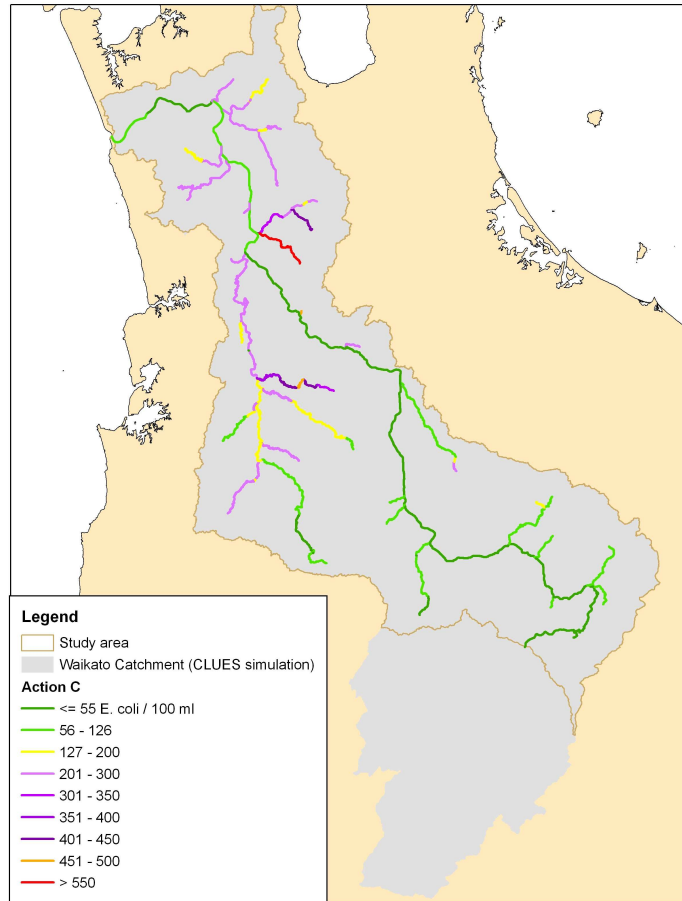 Legend
Study area
Waikato Catchment (CLUES simulation)
Action C
<= 55 E. coli / 100 ml
56 - 126
127 - 200
201 - 300
301 - 350
351 - 400
401 - 450
451 - 500
> 550